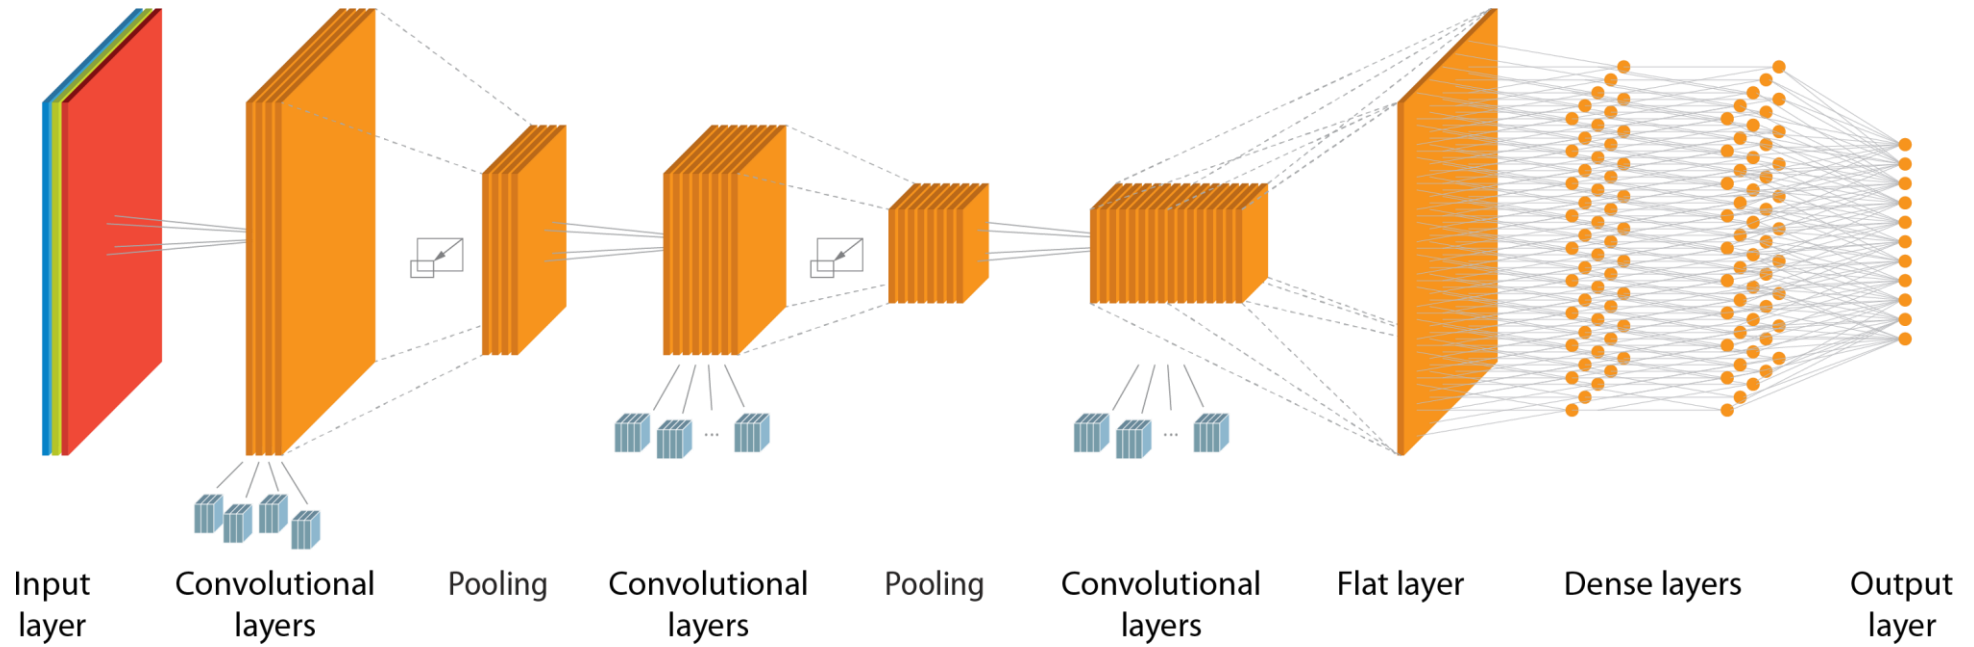 Input
layer
Convolutional
layers
Pooling
Convolutional
layers
Pooling
Convolutional
layers
Flat layer
Dense layers
Output
layer
...
...